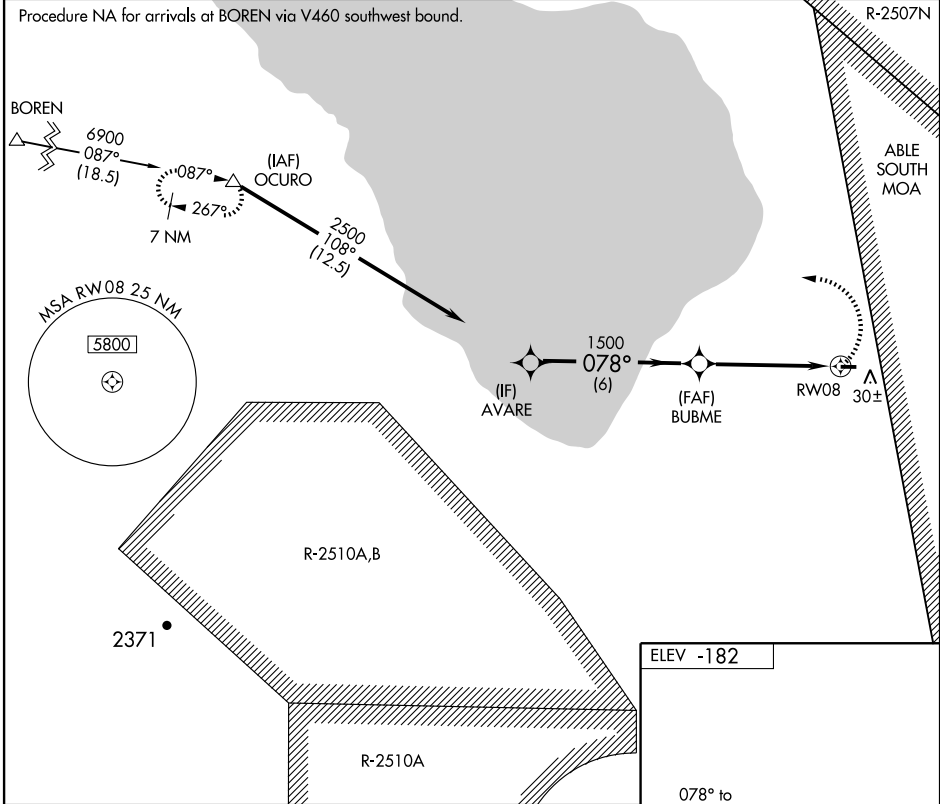 Procedure NA for arrivals at BOREN via V460 southwest bound.
R-2507N
BOREN
6900
087°
(18.5)
087°
267°
7 NM
(IAF)
OCURO
2500
108°
(12.5)
ABLE
SOUTH
MOA
MSA RW08 25 NM
5800
(IF)
AVARE
1500
078°
(6)
(FAF)
BUBME
RW08
30±
R-2510A,B
2371
R-2510A
ELEV -182
078° to